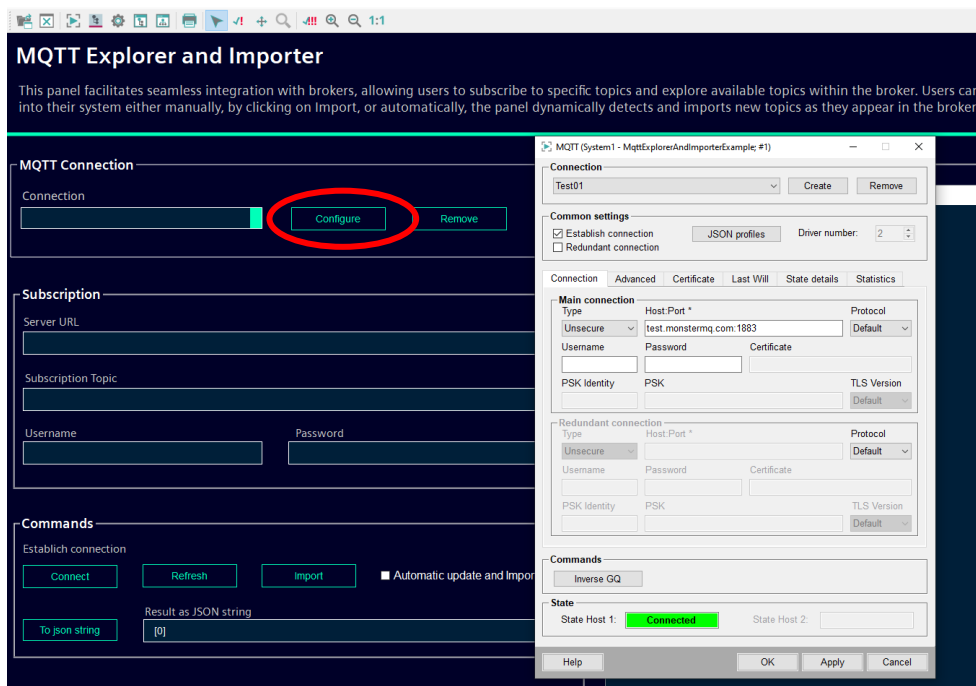 1:1
MQTT Explorer and Importer
This panel facilitates seamless integration with brokers, allowing users to subscribe to specific topics and explore available topics within the broker. Users can
into their system either manually, by clicking on Import, or automatically, the panel dynamically detects and imports new topics as they appear in the broker
MQTT Connection
Connection
Configure
Remove
Subscription
Server URL
Subscription Topic
Username
Password
Commands
Establich connection
Connect
Refresh
Import
Automatic update and Impor
Result as JSON string
To json string
[0]
MQTT (System1 - MqttExplorerAndImporterExample; #1)
Connection
Test01
Create
Remove
Common settings
Establish connection
JSON profiles
Driver number:
2
Redundant connection
Connection
Advanced
Certificate
Last Will
State details
Statistics
Main connection
Type
Host:Port *
Protocol
Unsecure
test.monstermq.com:1883
Default
Username
Password
Certificate
PSK Identity
PSK
TLS Version
Default
Redundant connection
Type
Host:Port *
Protocol
Unsecure
Default
Username
Password
Certificate
PSK Identity
PSK
TLS Version
Default
Commands
Inverse GQ
State
State Host 1:
Connected
State Host 2:
Help
OK
Apply
Cancel